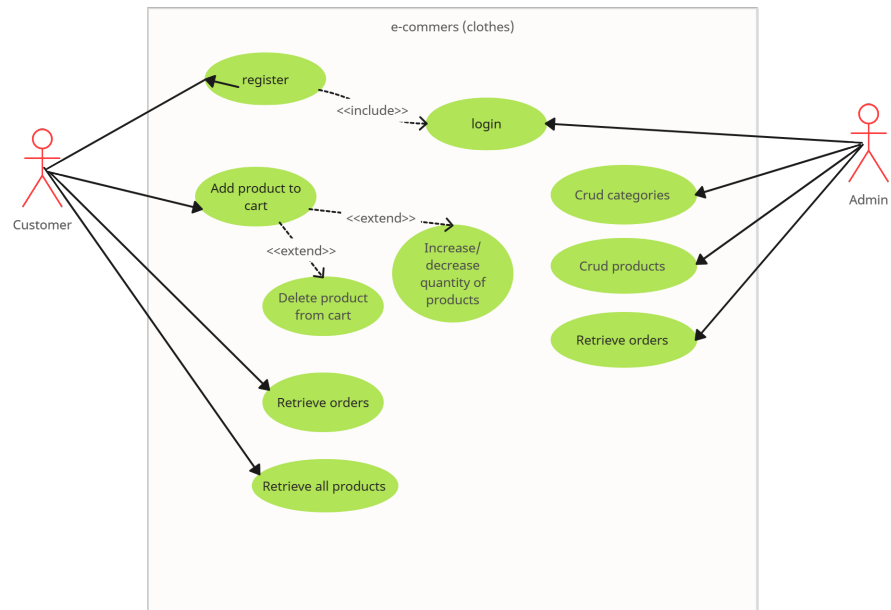 e-commers (clothes)
register
<<include>>
login
Customer
Admin
Add product to
cart
<<extend>>
<<extend>>
Crud categories
Increase/
decrease
quantity of
products
Crud products
Delete product
from cart
Retrieve orders
Retrieve orders
Retrieve all products